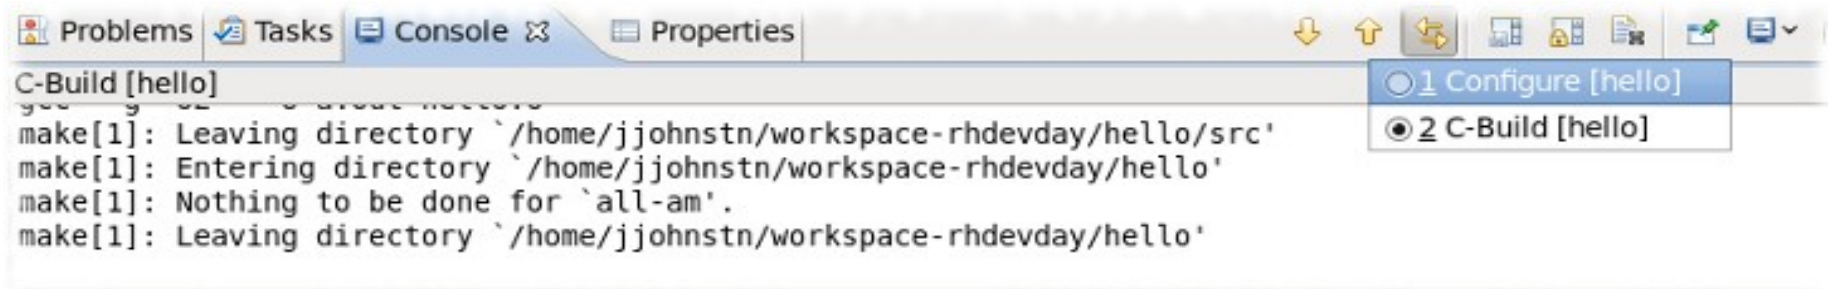 Problems Tasks Console Properties
C-Build [hello]
1 Configure [hello]
2 C-Build [hello]
make[1]: Leaving directory `/home/jjohnstn/workspace-rhdevday/hello/src'
make[1]: Entering directory `/home/jjohnstn/workspace-rhdevday/hello'
make[1]: Nothing to be done for `all-am'.
make[1]: Leaving directory `/home/jjohnstn/workspace-rhdevday/hello'